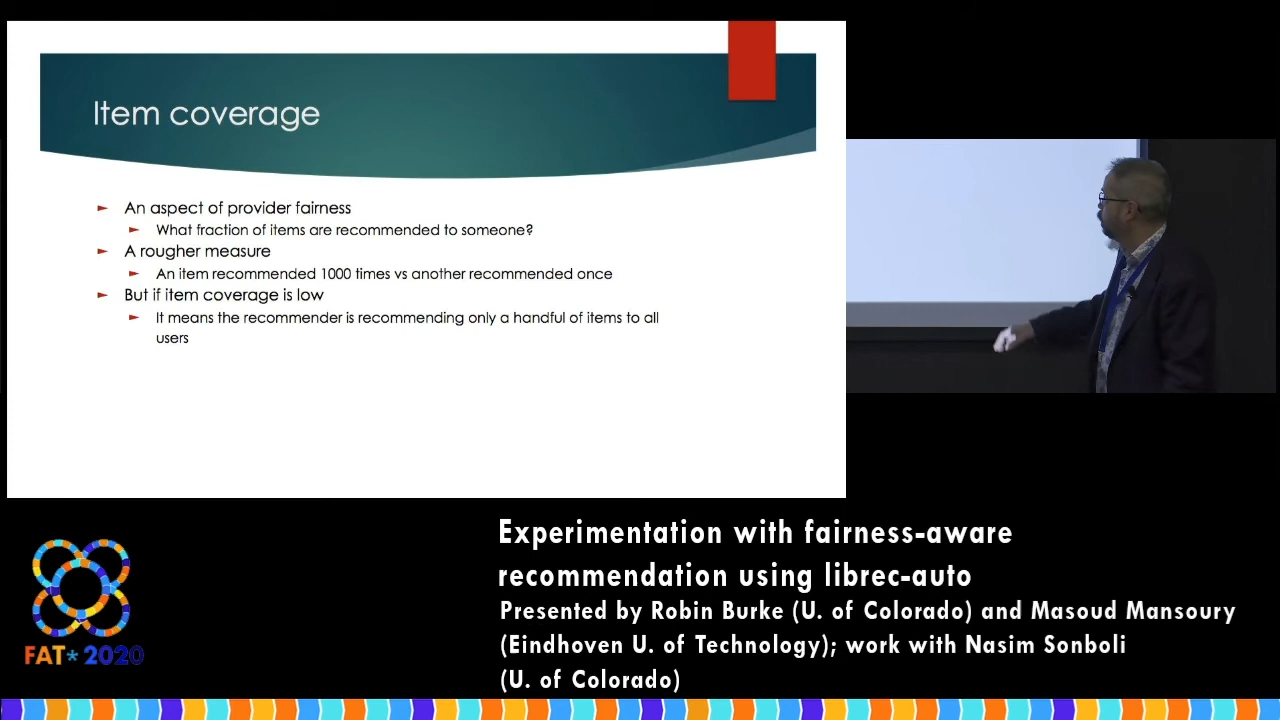 Item coverage
An aspect of provider fairness
What fraction of items are recommended to someone?
A rougher measure
An item recommended 1000 times vs another recommended once
But if item coverage is low
It means the recommender is recommending only a handful of items to all
users
Experimentation with fairness-aware
recommendation using librec-auto
Presented by Robin Burke (U. of Colorado) and Masoud Mansoury
(Eindhoven U. of Technology); work with Nasim Sonboli
(U. of Colorado)
FAT* 2020